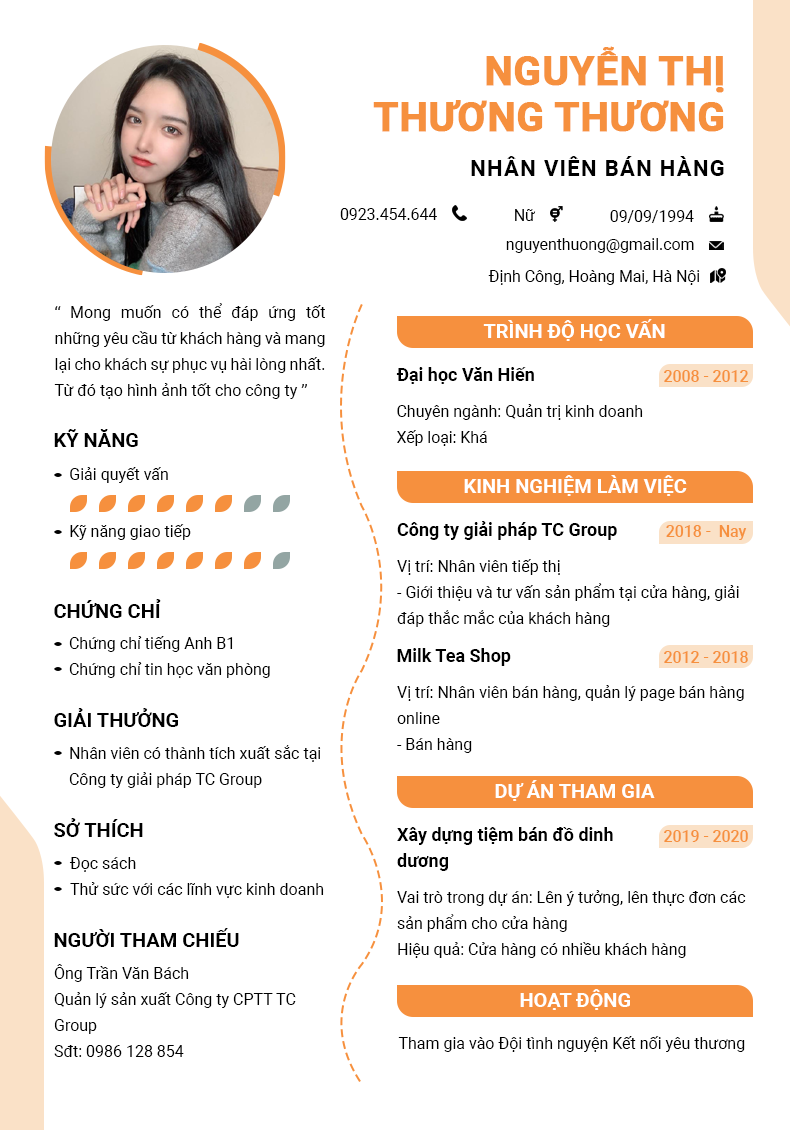 NGUYỄN THỊ
THƯƠNG THƯƠNG
NHÂN VIÊN BÁN HÀNG
0923.454.644 Nữ 09/09/1994
nguyenthuong@gmail.com
Định Công, Hoàng Mai, Hà Nội
“ Mong muốn có thể đáp ứng tốt
những yêu cầu từ khách hàng và mang
lại cho khách sự phục vụ hài lòng nhất.
Từ đó tạo hình ảnh tốt cho công ty ”
KỸ NĂNG
Giải quyết vấn
Kỹ năng giao tiếp
CHỨNG CHỈ
Chứng chỉ tiếng Anh B1
Chứng chỉ tin học văn phòng
GIẢI THƯỞNG
Nhân viên có thành tích xuất sắc tại
Công ty giải pháp TC Group
SỞ THÍCH
Đọc sách
Thử sức với các lĩnh vực kinh doanh
NGƯỜI THAM CHIẾU
Ông Trần Văn Bách
Quản lý sản xuất Công ty CPTT TC
Group
Sđt: 0986 128 854
TRÌNH ĐỘ HỌC VẤN
Đại học Văn Hiến 2008 - 2012
Chuyên ngành: Quản trị kinh doanh
Xếp loại: Khá
KINH NGHIỆM LÀM VIỆC
Công ty giải pháp TC Group 2018 - Nay
Vị trí: Nhân viên tiếp thị
- Giới thiệu và tư vấn sản phẩm tại cửa hàng, giải
đáp thắc mắc của khách hàng
Milk Tea Shop 2012 - 2018
Vị trí: Nhân viên bán hàng, quản lý page bán hàng
online
- Bán hàng
DỰ ÁN THAM GIA
Xây dựng tiệm bán đồ dinh 2019 - 2020
dương
Vai trò trong dự án: Lên ý tưởng, lên thực đơn các
sản phẩm cho cửa hàng
Hiệu quả: Cửa hàng có nhiều khách hàng
HOẠT ĐỘNG
Tham gia vào Đội tình nguyện Kết nối yêu thương